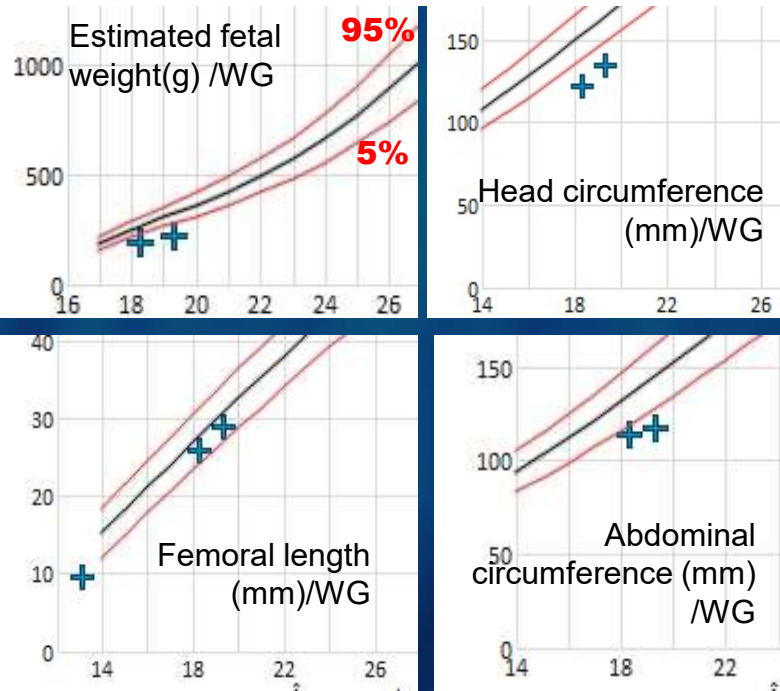 Estimated fetal
weight(g) /WG
95%
5%
1000
500
0
16 18 20 22 24 26
150
100
50
0
Head circumference
(mm)/WG
14 18 22 26
40
30
20
10
0
Femoral length
(mm)/WG
14 18 22 26
150
100
50
0
Abdominal
circumference (mm)
/WG
14 18 22